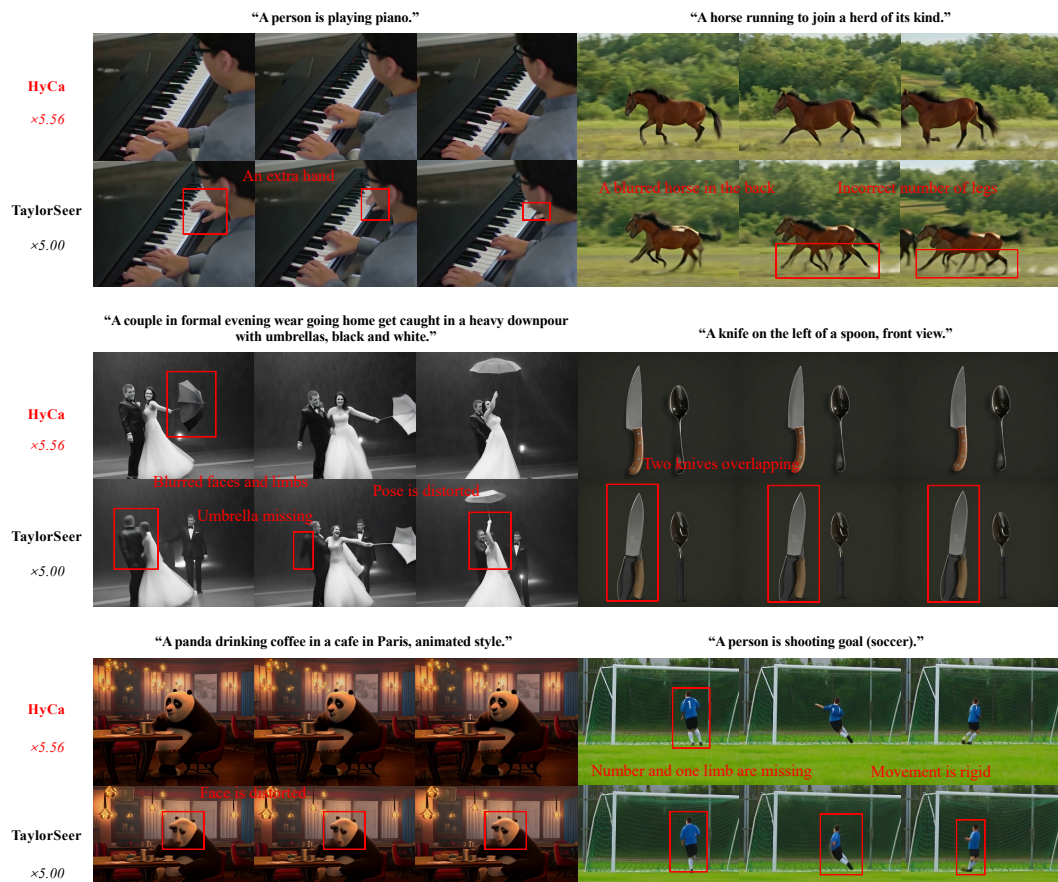 “A person is playing piano.”
“A horse running to join a herd of its kind.”
HyCa
×5.56
An extra hand
A blurred horse in the back
Incorrect number of legs
TaylorSeer
×5.00
“A couple in formal evening wear going home get caught in a heavy downpour
with umbrellas, black and white.”
“A knife on the left of a spoon, front view.”
HyCa
×5.56
Two knives overlapping
Blurred faces and limbs
Pose is distorted
Umbrella missing
TaylorSeer
×5.00
“A panda drinking coffee in a cafe in Paris, animated style.”
“A person is shooting goal (soccer).”
HyCa
×5.56
1
Number and one limb are missing
Movement is rigid
Face is distorted
TaylorSeer
×5.00